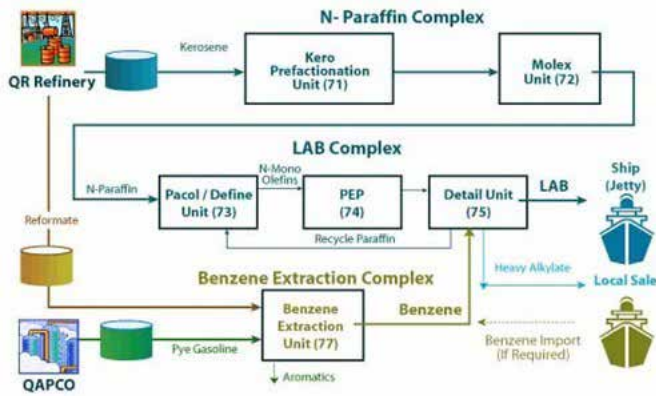 N- Paraffin Complex
Kerosene
QR Refinery
Kero
Prefactionation
Unit (71)
Molex
Unit (72)
LAB Complex
N-Paraffin
Pacol / Define
Unit (73)
N-Mono
Olefins
PEP
(74)
Detail Unit
(75)
LAB
Ship
(Jetty)
Recycle Paraffin
Reformate
Heavy Alkylate
Local Sale
Benzene Extraction Complex
Benzene
Extraction
Unit (77)
Benzene
Benzene Import
(If Required)
Pye Gasoline
QAPCO
Aromatics